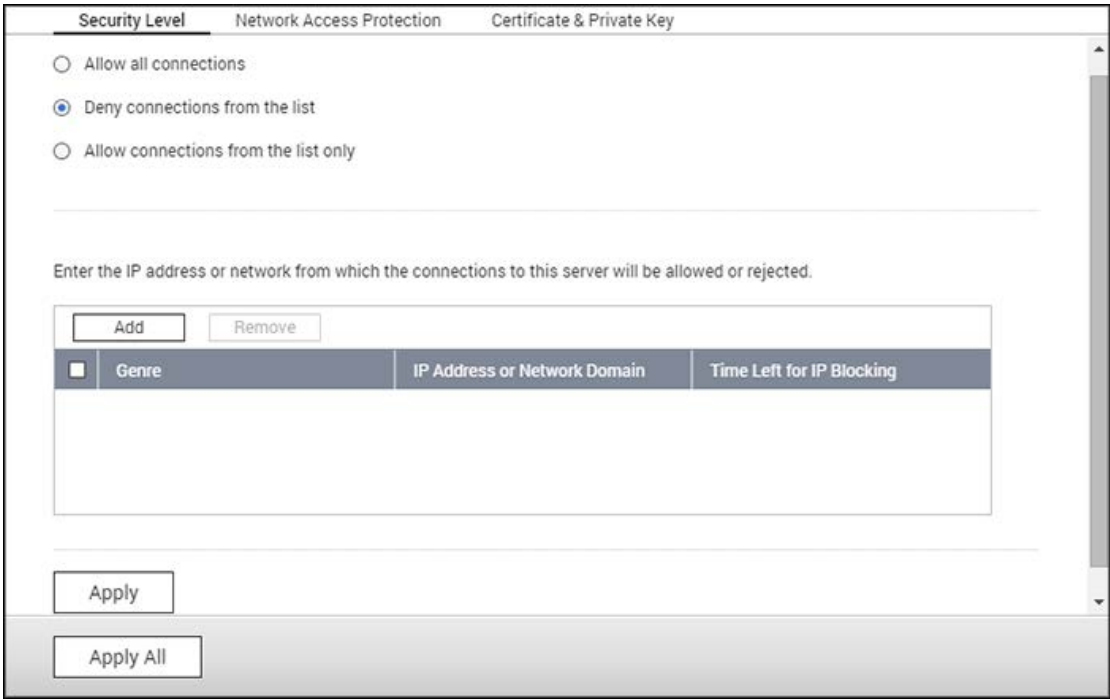 Security Level Network Access Protection Certificate & Private Key
Allow all connections
Deny connections from the list
Allow connections from the list only
Enter the IP address or network from which the connections to this server will be allowed or rejected.
Add Remove
Genre IP Address or Network Domain Time Left for IP Blocking
Apply
Apply All